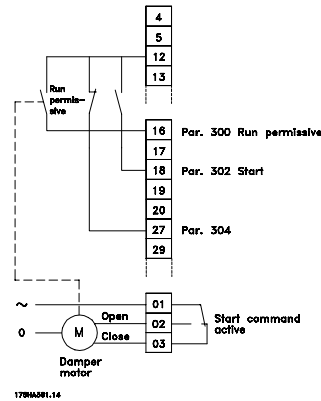 4
5
12
13
Run
permis-
sive
16 Par. 300 Run permissive
17
18 Par. 302 Start
19
20
27 Par. 304
29
~ 01
Open 02 Start command
active
0 M
Close 03
Damper
motor
175HA581.14